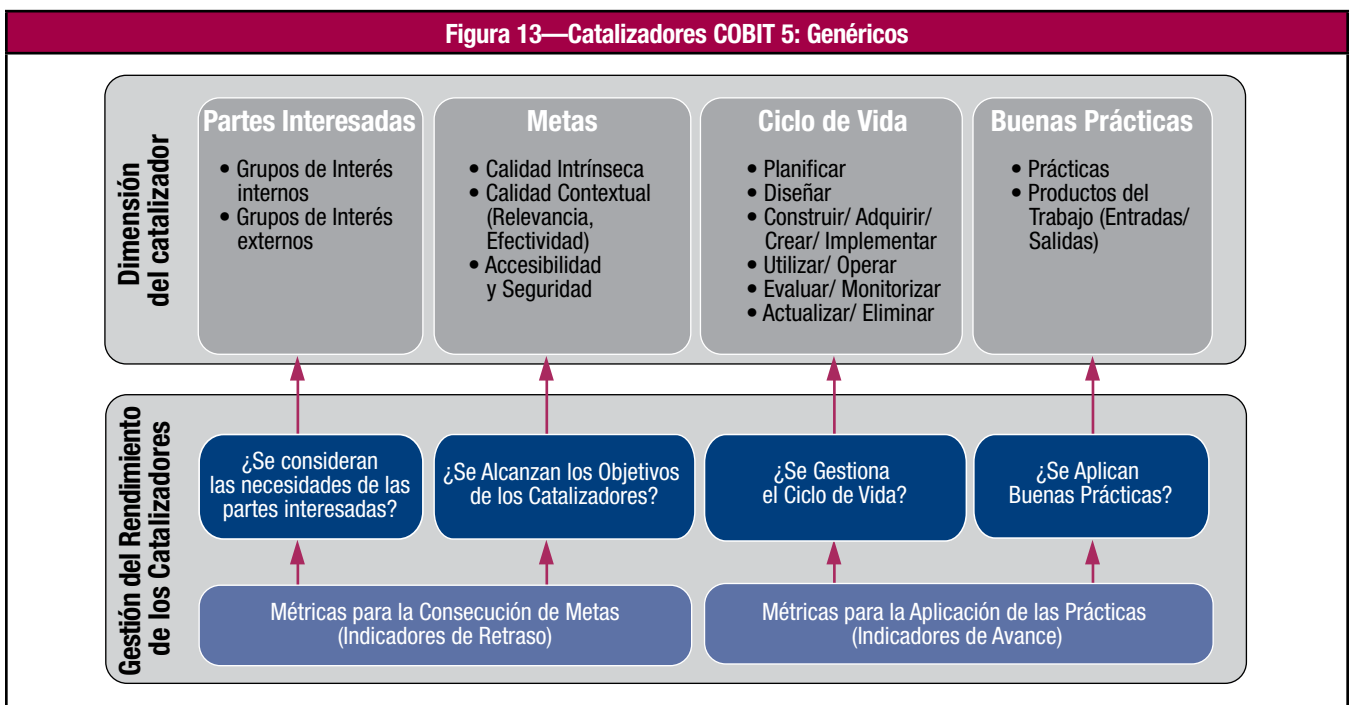 Figura 13—Catalizadores COBIT 5: Genéricos
Dimensión
del catalizador
Partes Interesadas
• Grupos de Interés
internos
• Grupos de Interés
externos
Metas
• Calidad Intrínseca
• Calidad Contextual
(Relevancia,
Efectividad)
• Accesibilidad
y Seguridad
Ciclo de Vida
• Planificar
• Diseñar
• Construir/ Adquirir/
Crear/ Implementar
• Utilizar/ Operar
• Evaluar/ Monitorizar
• Actualizar/ Eliminar
Buenas Prácticas
• Prácticas
• Productos del
Trabajo (Entradas/
Salidas)
Gestión del Rendimiento
de los Catalizadores
¿Se consideran
las necesidades de las
partes interesadas?
¿Se Alcanzan los Objetivos
de los Catalizadores?
¿Se Gestiona
el Ciclo de Vida?
¿Se Aplican
Buenas Prácticas?
Métricas para la Consecución de Metas
(Indicadores de Retraso)
Métricas para la Aplicación de las Prácticas
(Indicadores de Avance)